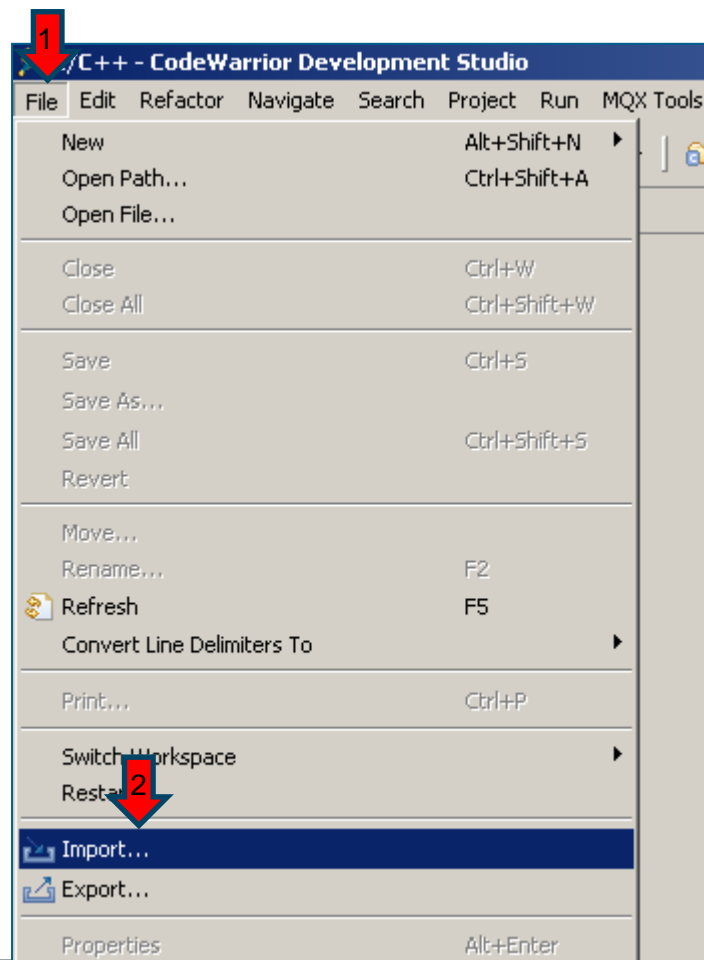 1
/C++ - CodeWarrior Development Studio
File Edit Refactor Navigate Search Project Run MQX Tools
New Alt+Shift+N
Open Path... Ctrl+Shift+A
Open File...
Close Ctrl+W
Close All Ctrl+Shift+W
Save Ctrl+S
Save As...
Save All Ctrl+Shift+S
Revert
Move...
Rename... F2
Refresh F5
Convert Line Delimiters To
Print... Ctrl+P
Switch Workspace
2
Import...
Export...
Properties Alt+Enter